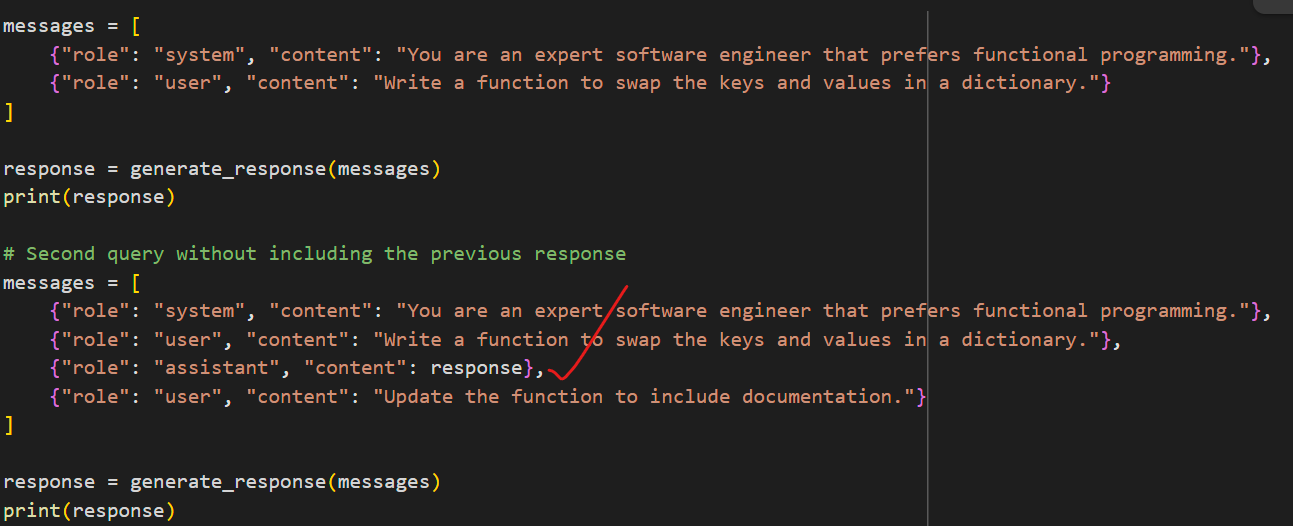 messages = [
    {"role": "system", "content": "You are an expert software engineer that prefers functional programming."},
    {"role": "user", "content": "Write a function to swap the keys and values in a dictionary."}
]
response = generate_response(messages)
print(response)
# Second query without including the previous response
messages = [
    {"role": "system", "content": "You are an expert software engineer that prefers functional programming."},
    {"role": "user", "content": "Write a function to swap the keys and values in a dictionary."},
    {"role": "assistant", "content": response},
    {"role": "user", "content": "Update the function to include documentation."}
]
response = generate_response(messages)
print(response)